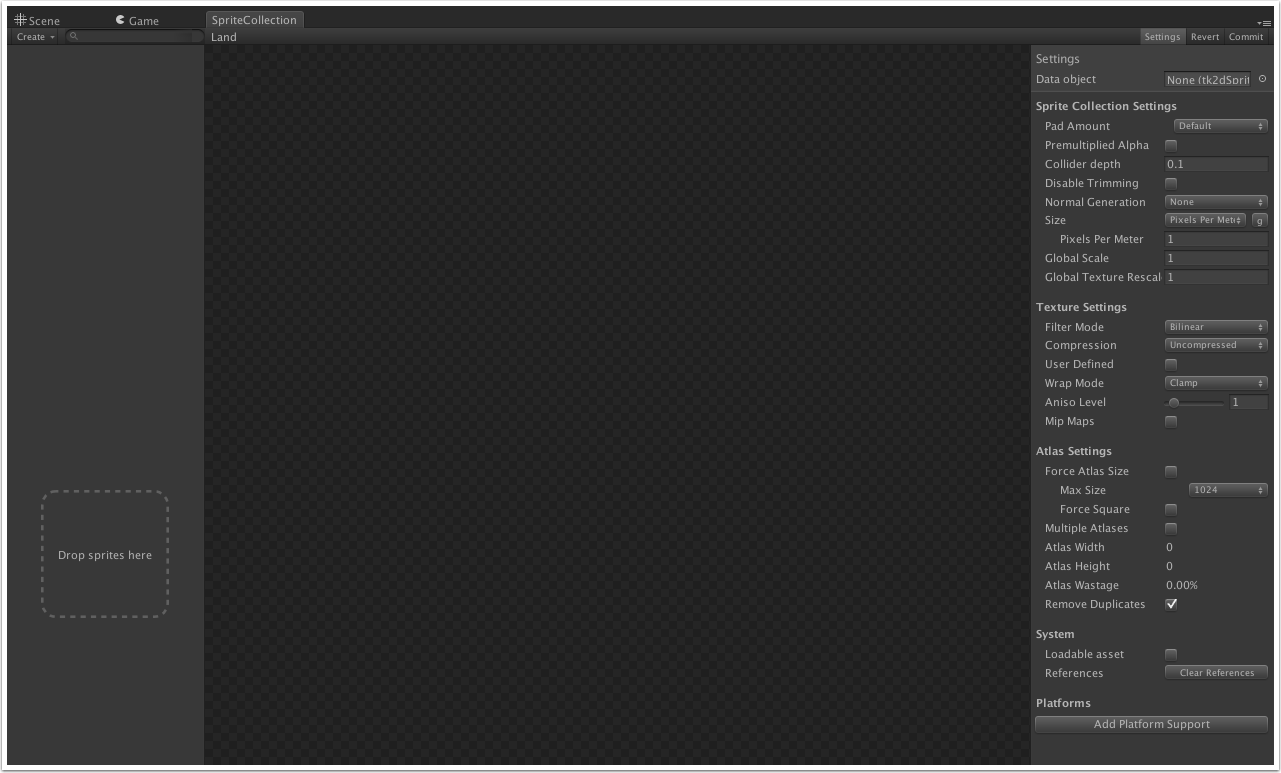 Scene Game SpriteCollection
Create Land Settings Revert Commit
Settings
Data object None (tk2dSprit
Sprite Collection Settings
Pad Amount Default
Premultiplied Alpha
Collider depth 0.1
Disable Trimming
Normal Generation None
Size Pixels Per Mete g
Pixels Per Meter 1
Global Scale 1
Global Texture Rescal 1
Texture Settings
Filter Mode Bilinear
Compression Uncompressed
User Defined
Wrap Mode Clamp
Aniso Level 1
Mip Maps
Atlas Settings
Force Atlas Size
Max Size 1024
Force Square
Multiple Atlases
Atlas Width 0
Drop sprites here
Atlas Height 0
Atlas Wastage 0.00%
Remove Duplicates
System
Loadable asset
References Clear References
Platforms
Add Platform Support